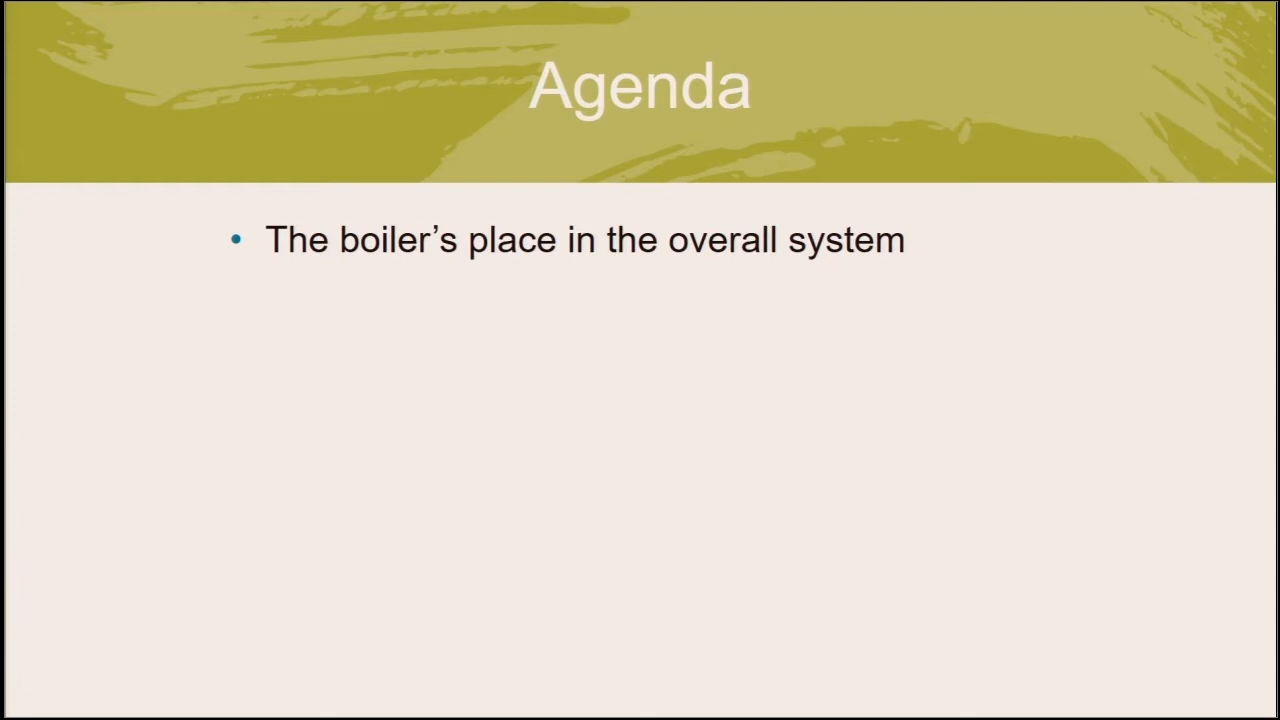 Agenda
• The boiler’s place in the overall system